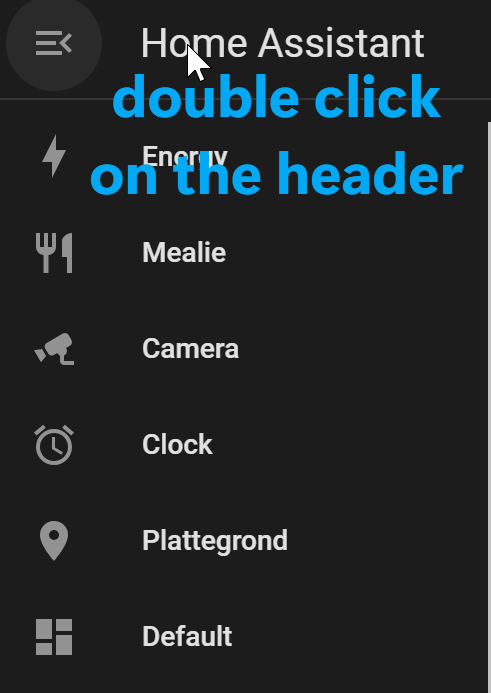 Home Assistant
double click
Energy
on the header
Mealie
Camera
Clock
Plattegrond
Default